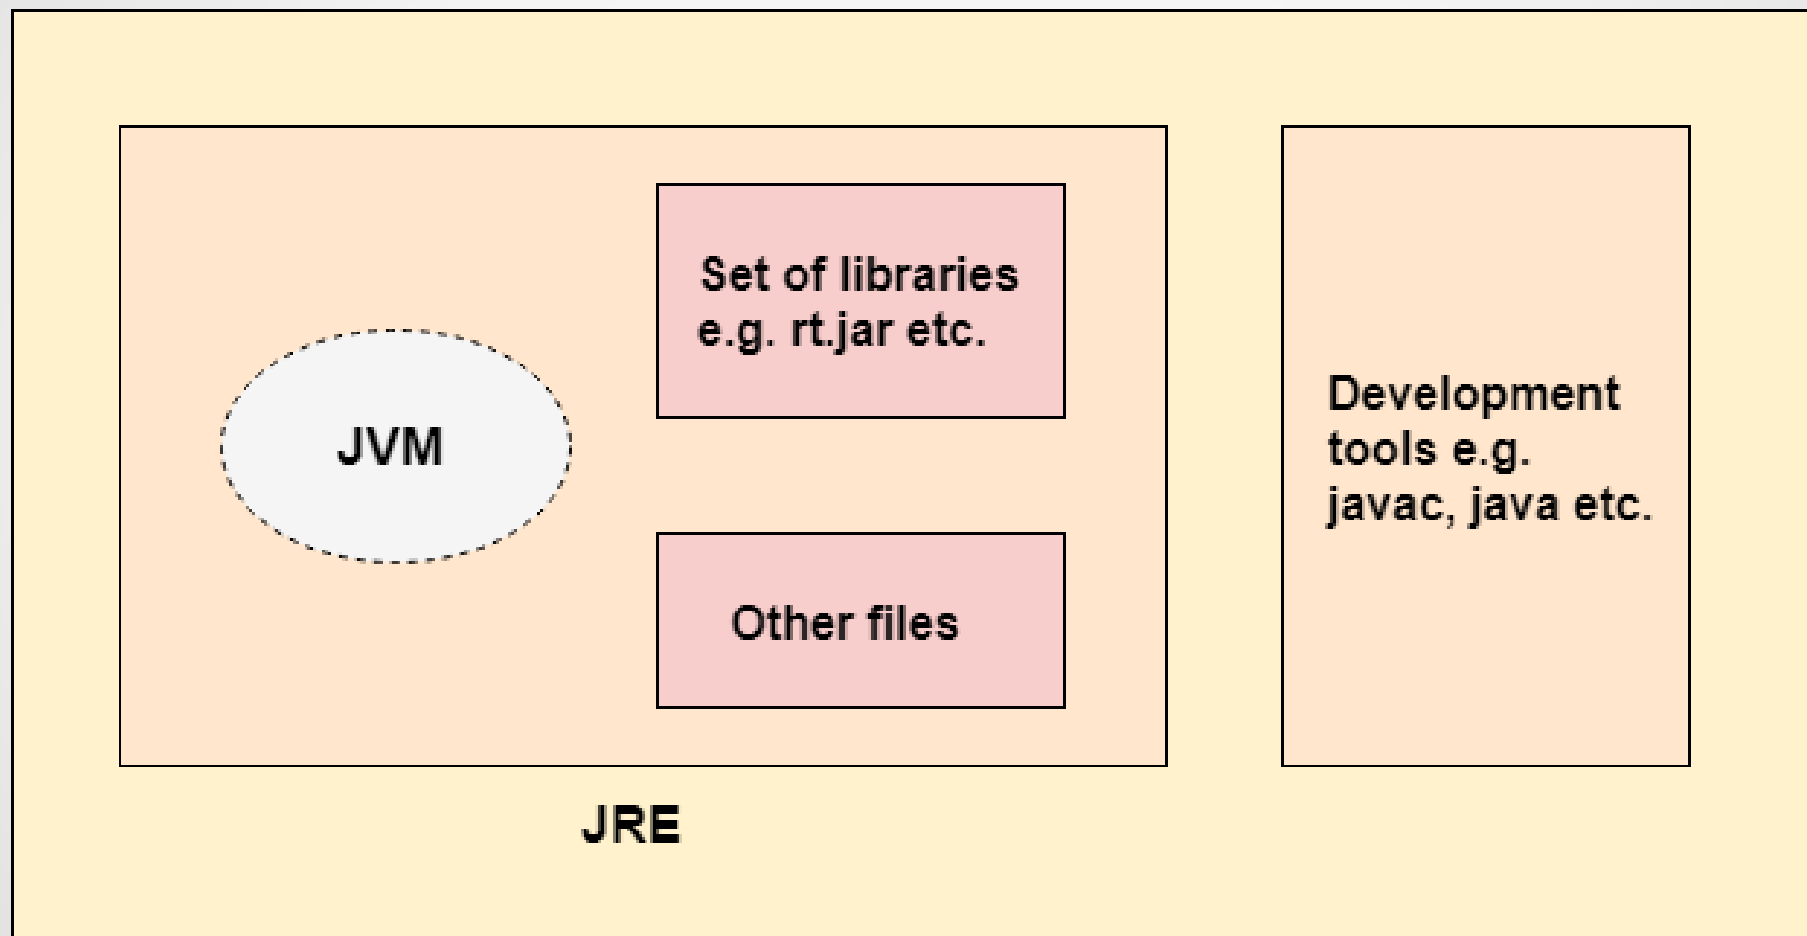 Set of libraries
e.g. rt.jar etc.
JVM
Other files
Development
tools e.g.
javac, java etc.
JRE